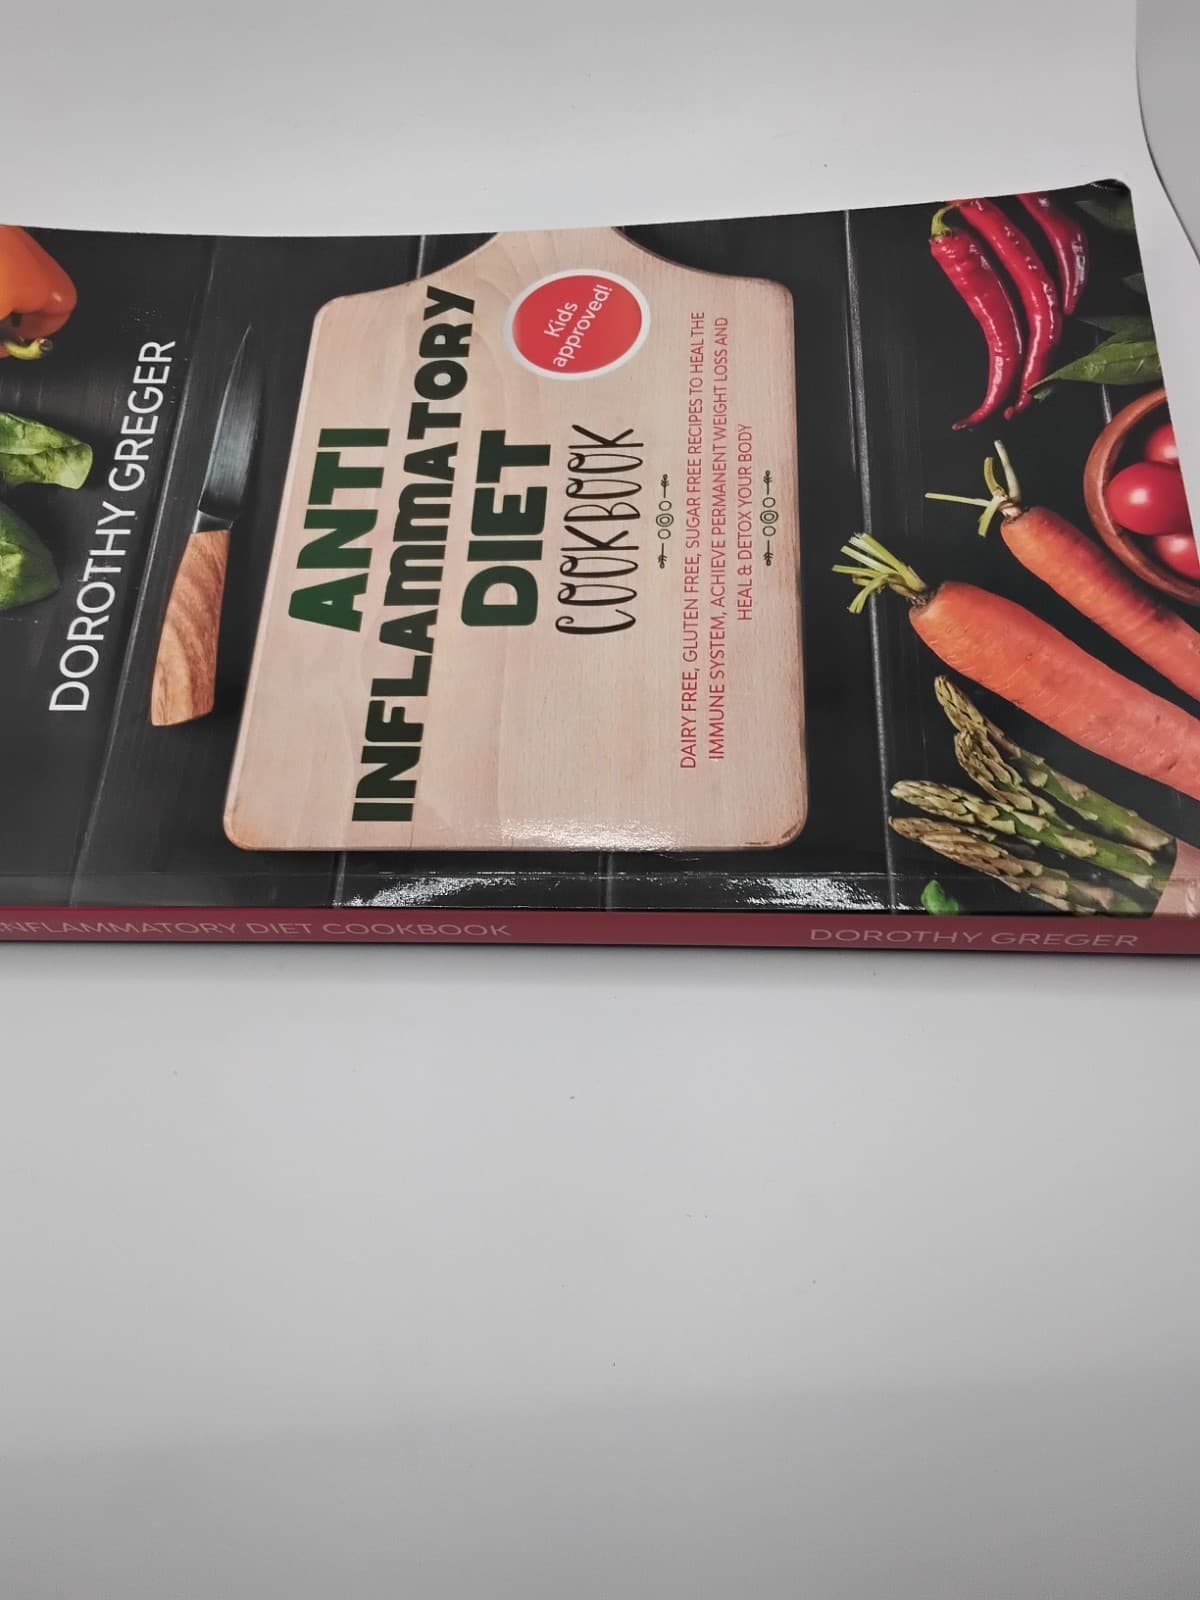 DOROTHY GREGER
ANTI
INFLAMMATORY
DIET
COOKBOOK
Kids
approved!
DAIRY FREE, GLUTEN FREE, SUGAR FREE RECIPES TO HEAL THE
IMMUNE SYSTEM, ACHIEVE PERMANENT WEIGHT LOSS AND
HEAL & DETOX YOUR BODY
INFLAMMATORY DIET COOKBOOK
DOROTHY GREGER